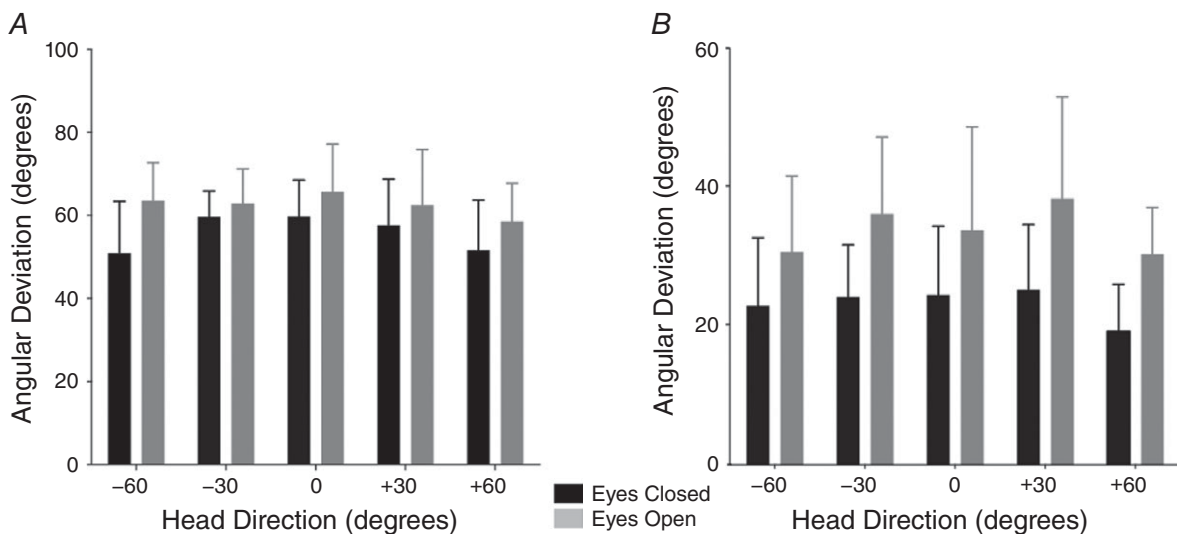 A
Angular Deviation (degrees)
100
80
60
40
20
0
–60 –30 0 +30 +60
Head Direction (degrees)
Eyes Closed
Eyes Open
B
Angular Deviation (degrees)
60
40
20
0
–60 –30 0 +30 +60
Head Direction (degrees)